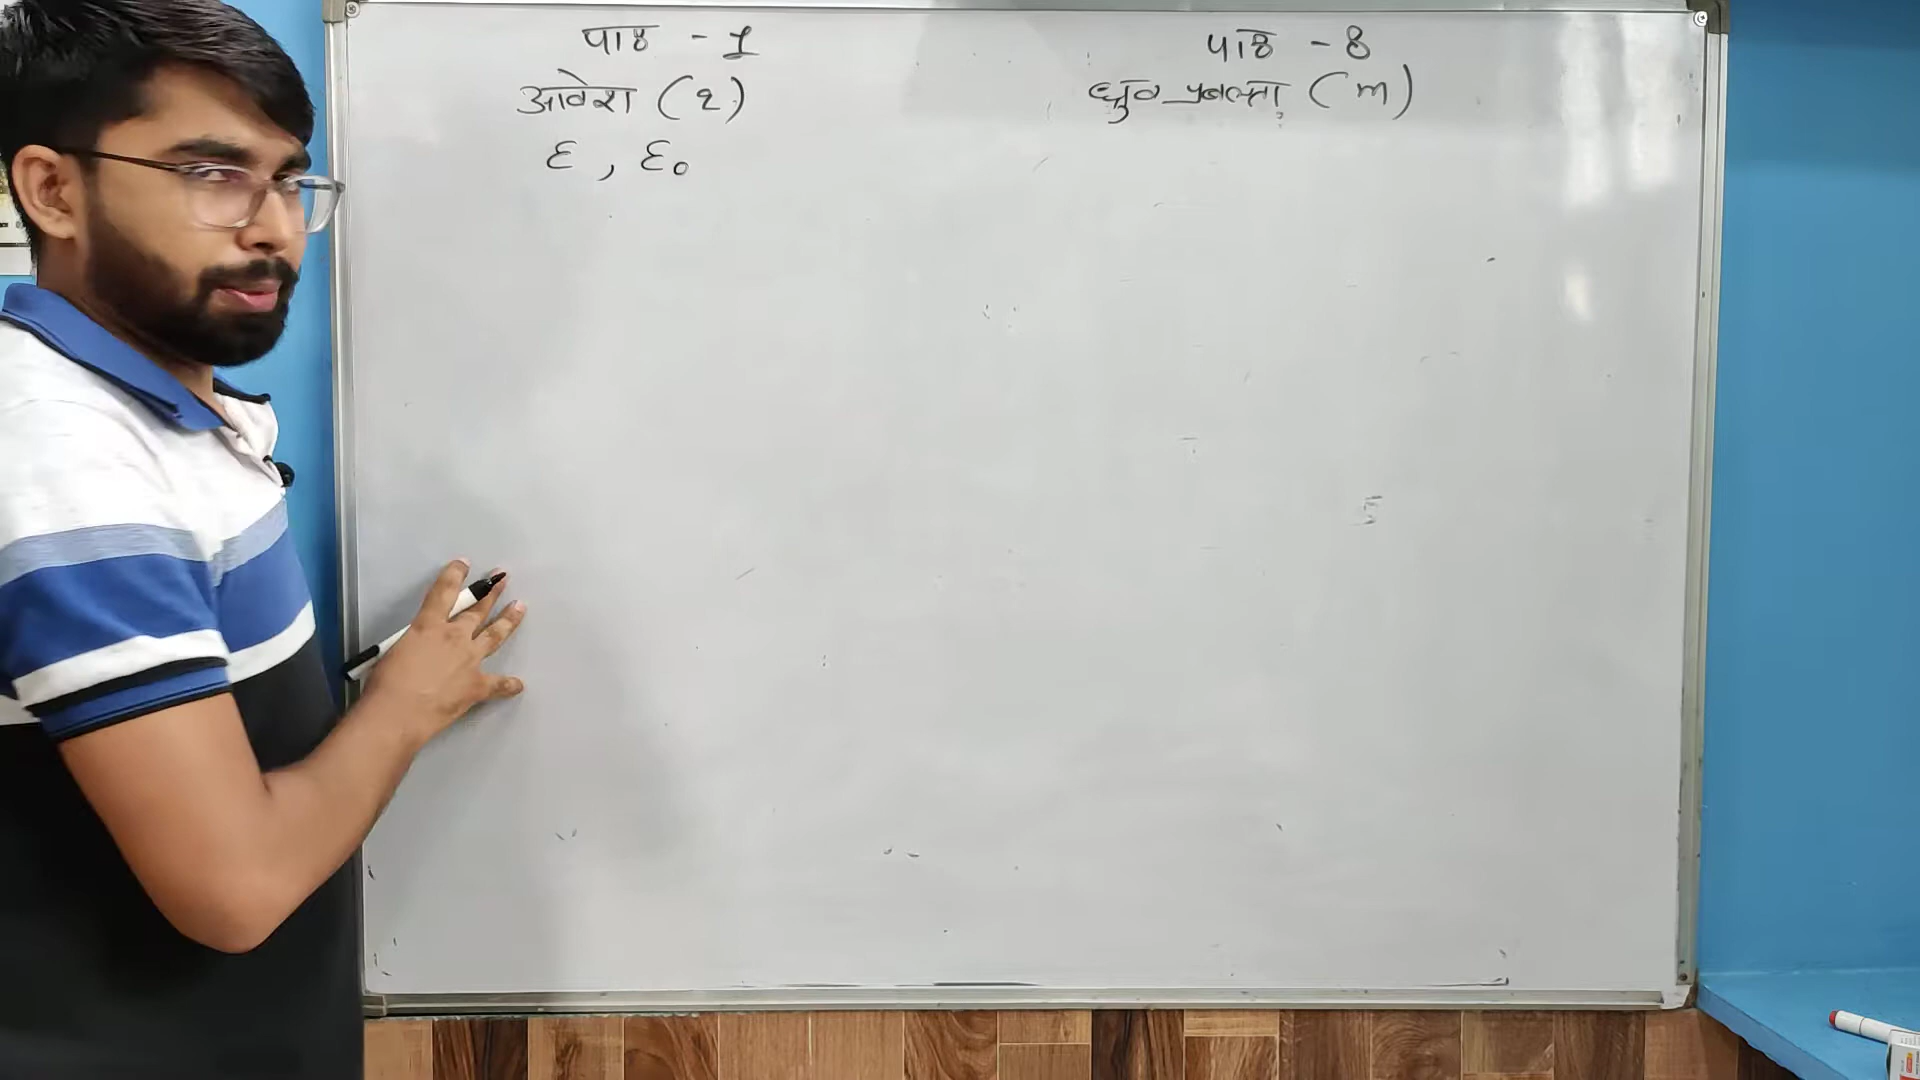 पाठ - 1
आवेश (q)
ε , ε₀
पाठ - 8
ध्रुव प्रबलता (m)